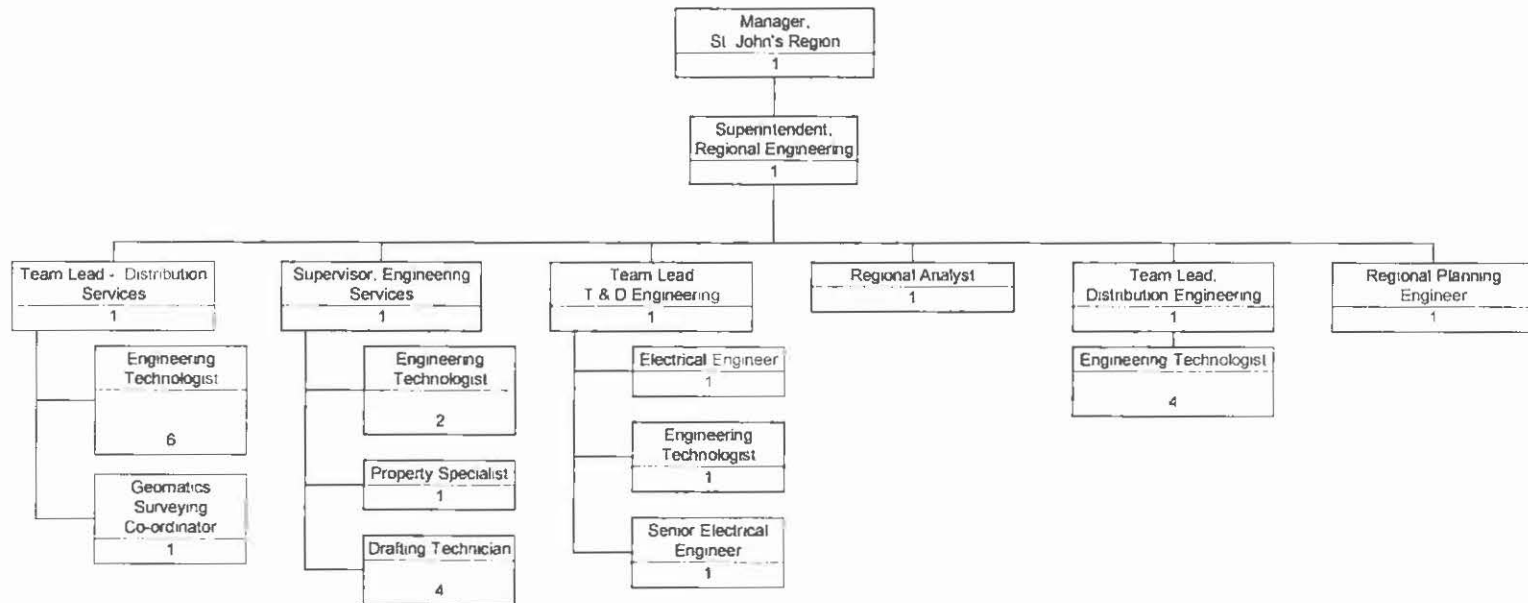 Manager,
St John's Region
1
Superintendent,
Regional Engineering
1
Team Lead - Distribution
Services
1
Engineering
Technologist
6
Geomatics
Surveying
Co-ordinator
1
Supervisor, Engineering
Services
1
Engineering
Technologist
2
Property Specialist
1
Drafting Technician
4
Team Lead
T & D Engineering
1
Electrical Engineer
1
Engineering
Technologist
1
Senior Electrical
Engineer
1
Regional Analyst
1
Team Lead,
Distribution Engineering
1
Engineering Technologist
4
Regional Planning
Engineer
1